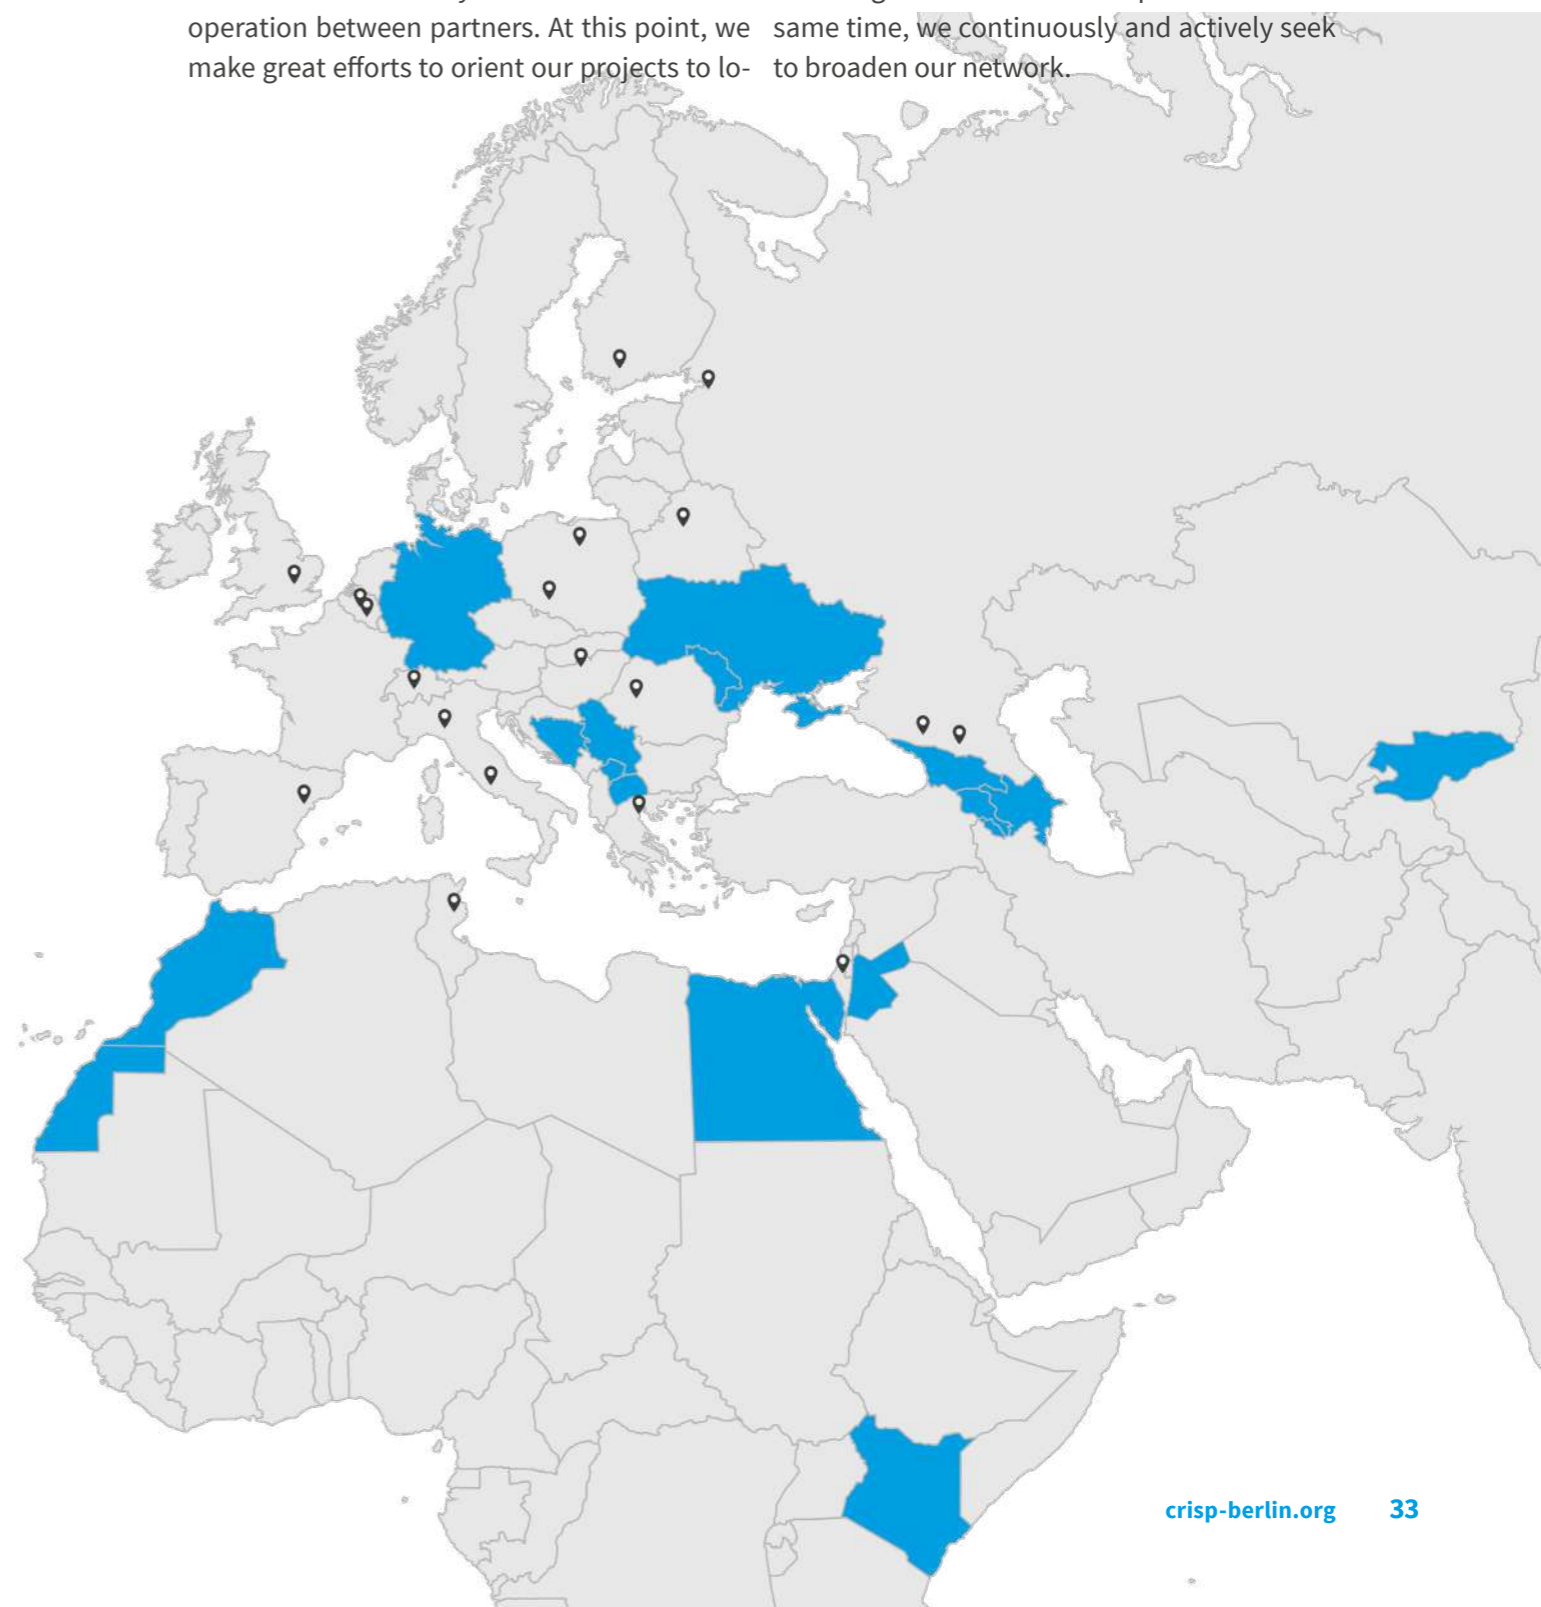 operation between partners. At this point, we
make great efforts to orient our projects to lo-
same time, we continuously and actively seek
to broaden our network.
crisp-berlin.org 33